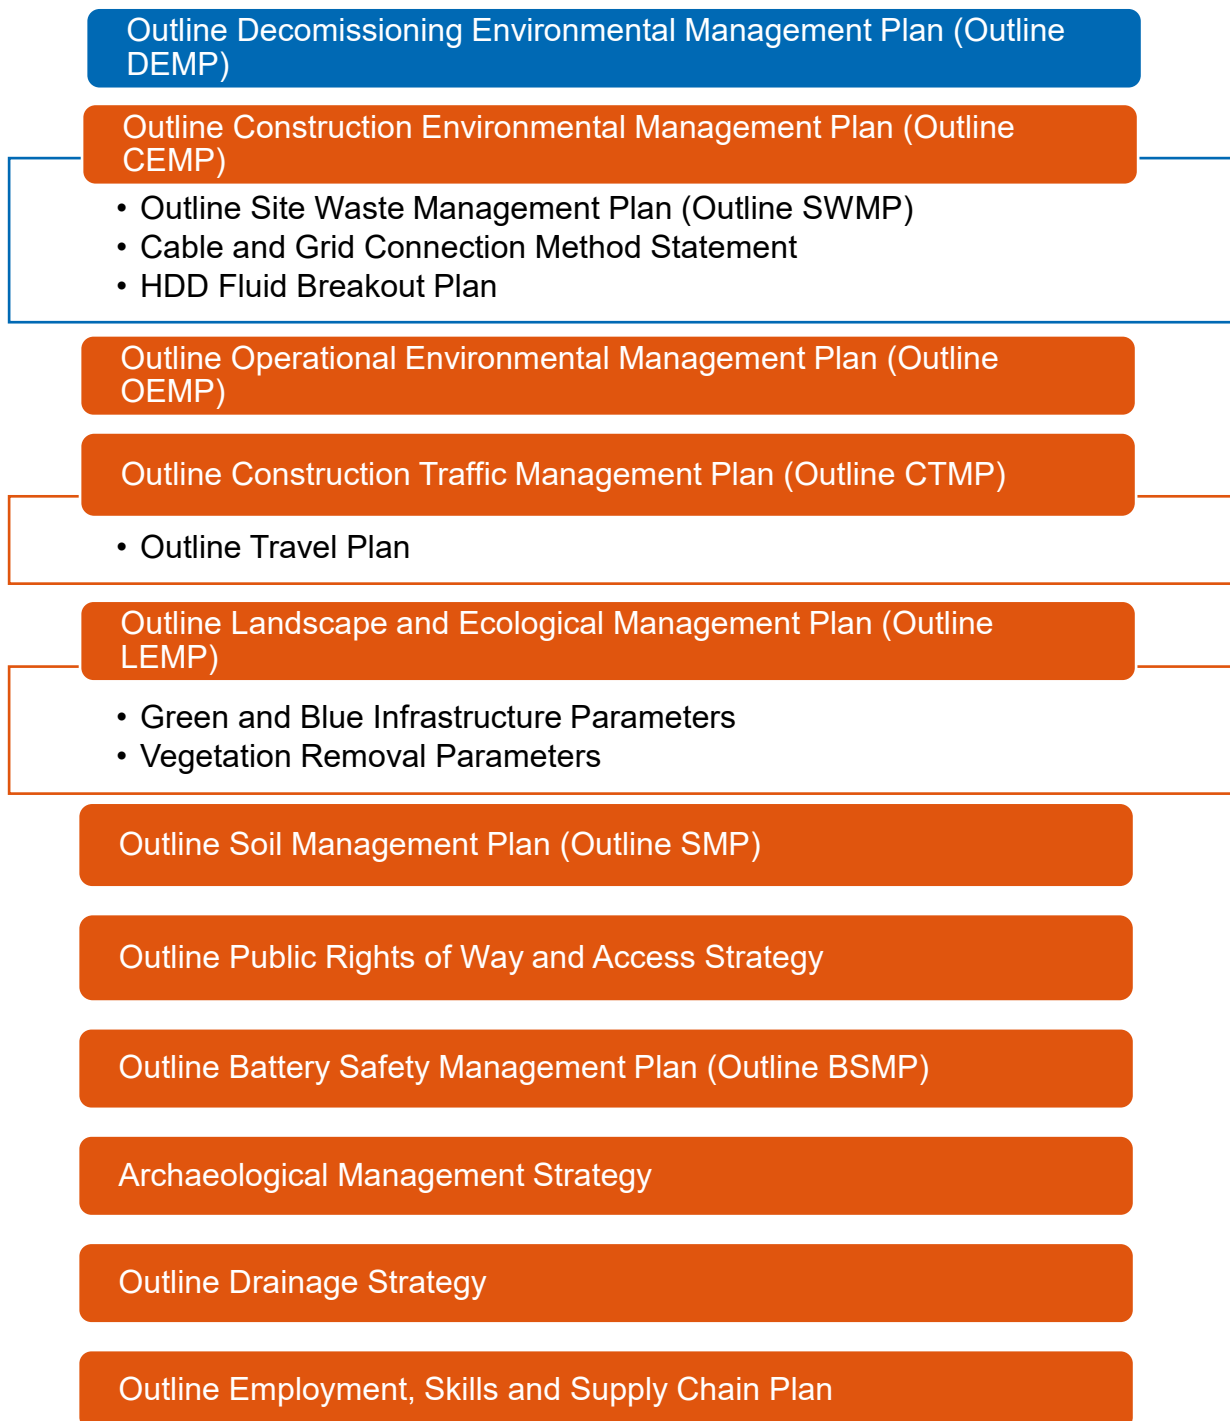 Outline Decomissioning Environmental Management Plan (Outline
DEMP)
Outline Construction Environmental Management Plan (Outline
CEMP)
• Outline Site Waste Management Plan (Outline SWMP)
• Cable and Grid Connection Method Statement
• HDD Fluid Breakout Plan
Outline Operational Environmental Management Plan (Outline
OEMP)
Outline Construction Traffic Management Plan (Outline CTMP)
• Outline Travel Plan
Outline Landscape and Ecological Management Plan (Outline
LEMP)
• Green and Blue Infrastructure Parameters
• Vegetation Removal Parameters
Outline Soil Management Plan (Outline SMP)
Outline Public Rights of Way and Access Strategy
Outline Battery Safety Management Plan (Outline BSMP)
Archaeological Management Strategy
Outline Drainage Strategy
Outline Employment, Skills and Supply Chain Plan